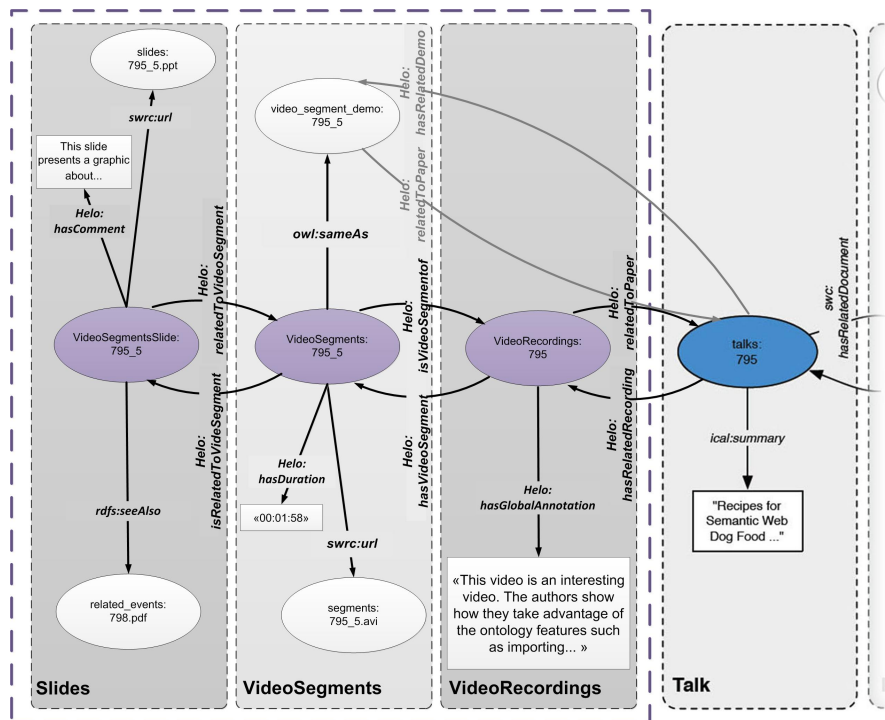 slides:
795_5.ppt
swrc:url
This slide
presents a graphic
about...
Helo:
hasComment
VideoSegmentsSlide:
795_5
rdfs:seeAlso
related_events:
798.pdf
Slides
Helo:
relatedToVideoSegment
Helo:
isRelatedToVideSegment
video_segment_demo:
795_5
owl:sameAs
VideoSegments:
795_5
Helo:
hasDuration
«00:01:58»
swrc:url
segments:
795_5.avi
VideoSegments
Helo:
hasRelatedDemo
Helo:
relatedToPaper
Helo:
isVideoSegmentof
Helo:
hasVideoSegment
VideoRecordings:
795
Helo:
hasGlobalAnnotation
«This video is an interesting
video. The authors show
how they take advantage of
the ontology features such
as importing... »
VideoRecordings
Helo:
relatedToPaper
Helo:
hasRelatedRecording
talks:
795
ical:summary
"Recipes for
Semantic Web
Dog Food ..."
Talk
swc:
hasRelatedDocument